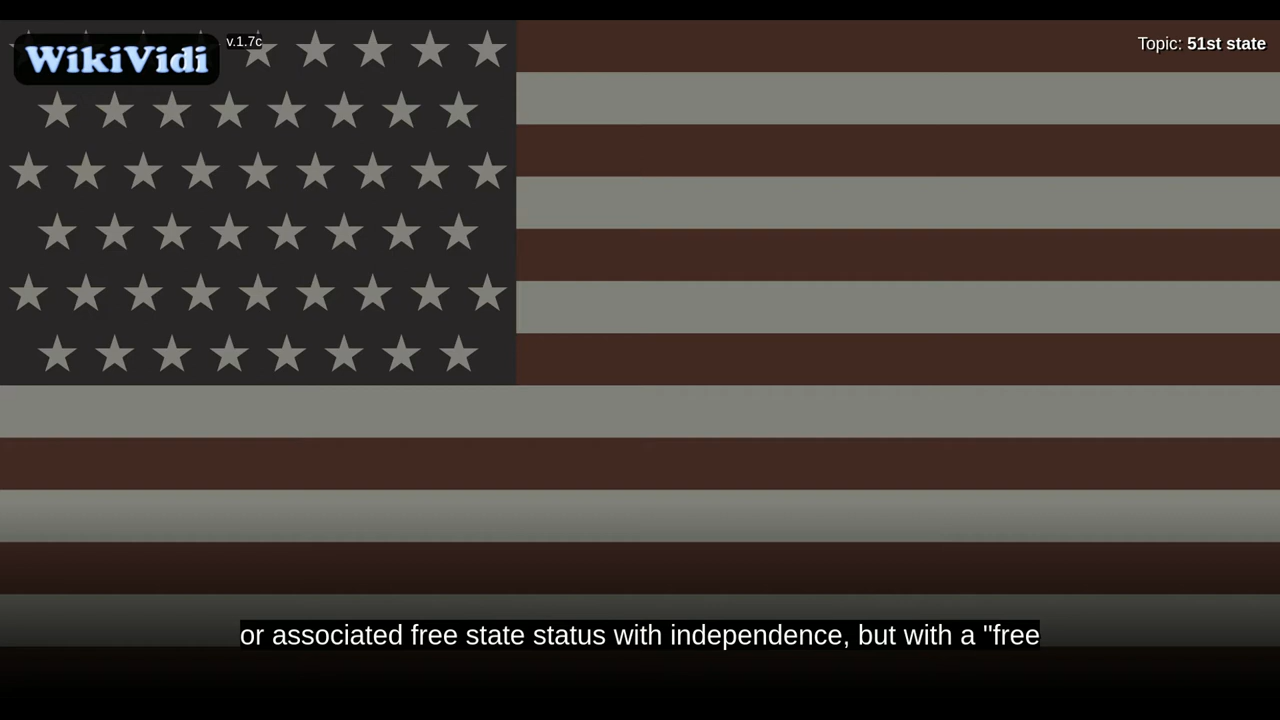 WikiVidi
v.1.7c
Topic: 51st state
or associated free state status with independence, but with a "free